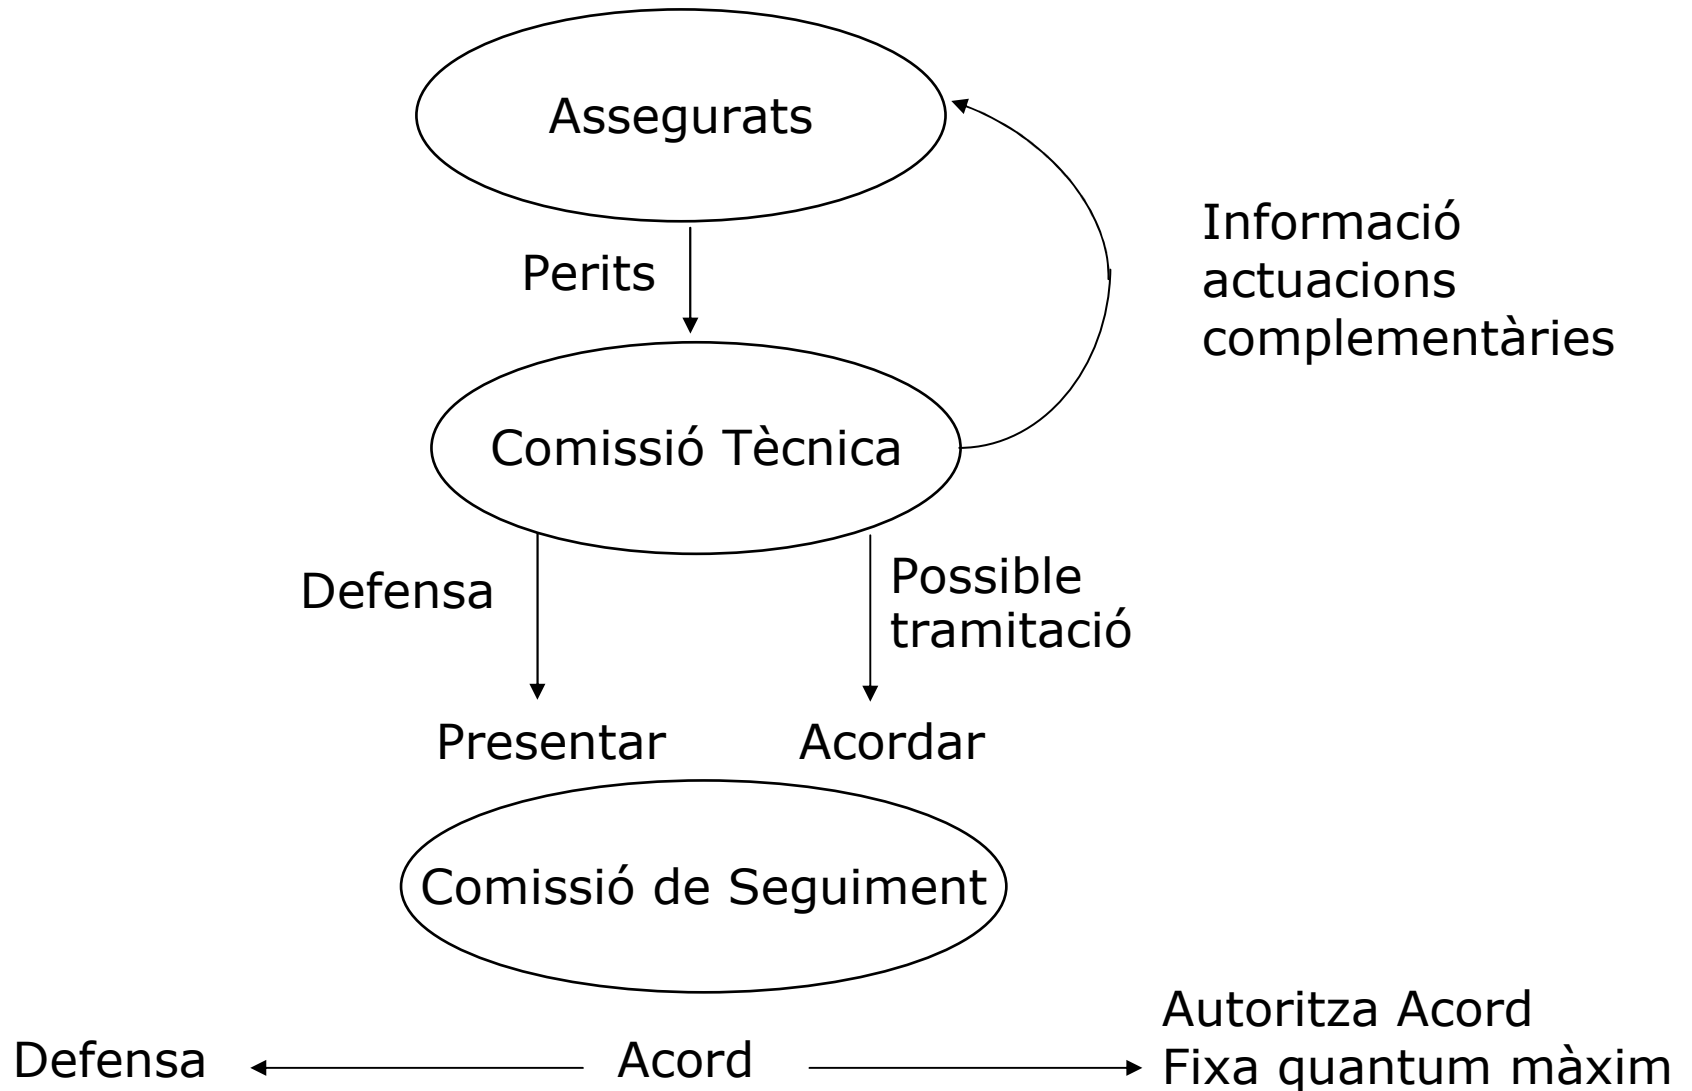 Assegurats
Perits
Informació
actuacions
complementàries
Comissió Tècnica
Defensa
Possible
tramitació
Presentar
Acordar
Comissió de Seguiment
Defensa
Acord
Autoritza Acord
Fixa quantum màxim